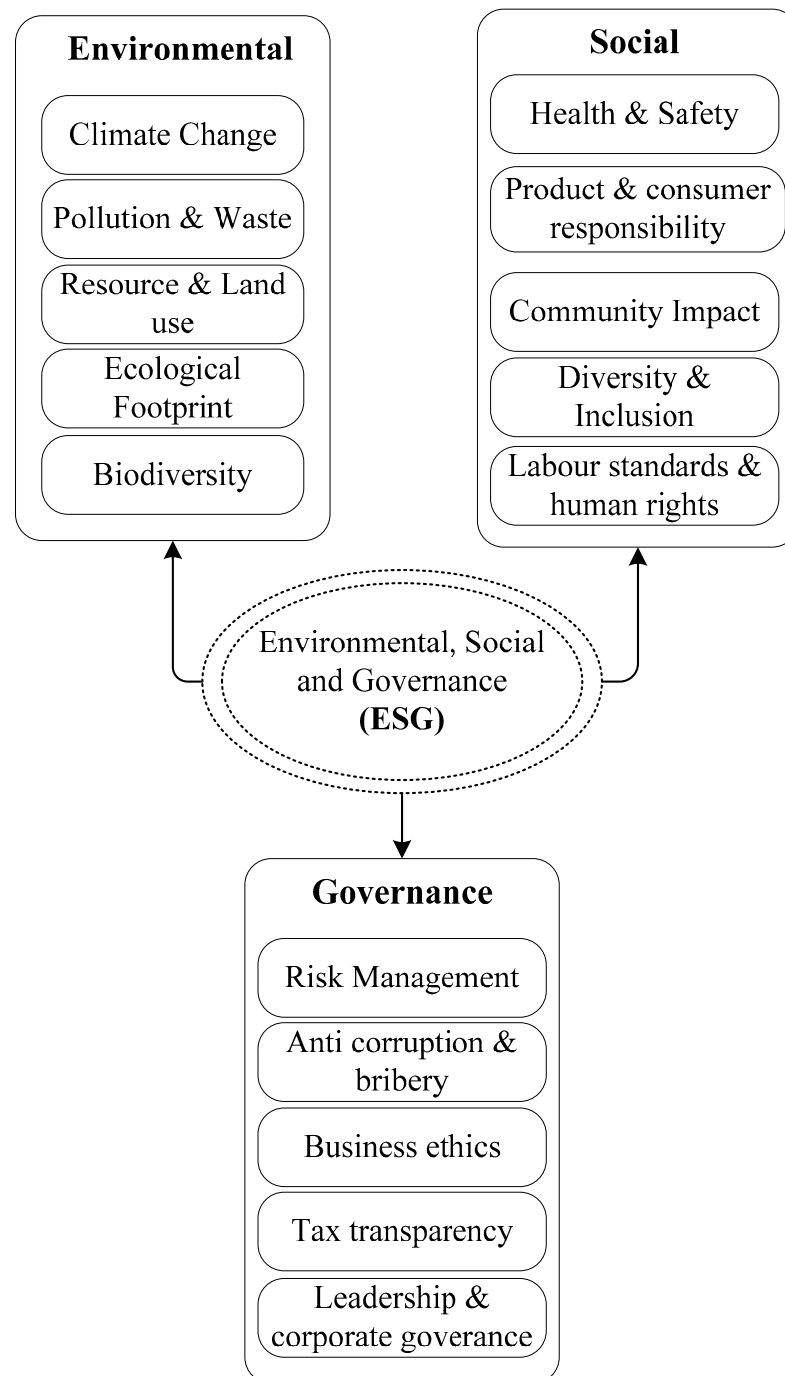 Environmental
Climate Change
Pollution & Waste
Resource & Land
use
Ecological
Footprint
Biodiversity
Social
Health & Safety
Product & consumer
responsibility
Community Impact
Diversity &
Inclusion
Labour standards &
human rights
Environmental, Social
and Governance
(ESG)
Governance
Risk Management
Anti corruption &
bribery
Business ethics
Tax transparency
Leadership &
corporate goverance